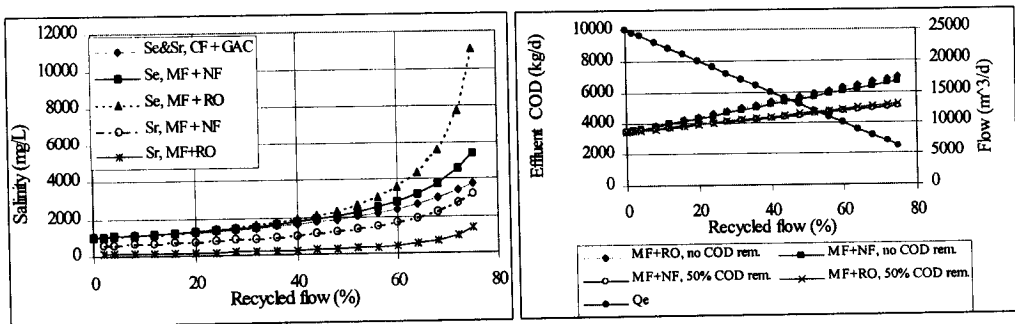 12000
10000
8000
6000
4000
2000
0
Salinity (mg/L)
Se&Sr, CF+GAC
Se, MF+NF
Se, MF+RO
Sr, MF+NF
Sr, MF+RO
0 20 40 60 80
Recycled flow (%)
10000
8000
6000
4000
2000
0
Effluent COD (kg/d)
25000
20000
15000
10000
5000
0
Flow (m^3/d)
0 20 40 60 80
Recycled flow (%)
MF+RO, no COD rem. MF+NF, no COD rem.
MF+NF, 50% COD rem. MF+RO, 50% COD rem.
Qe